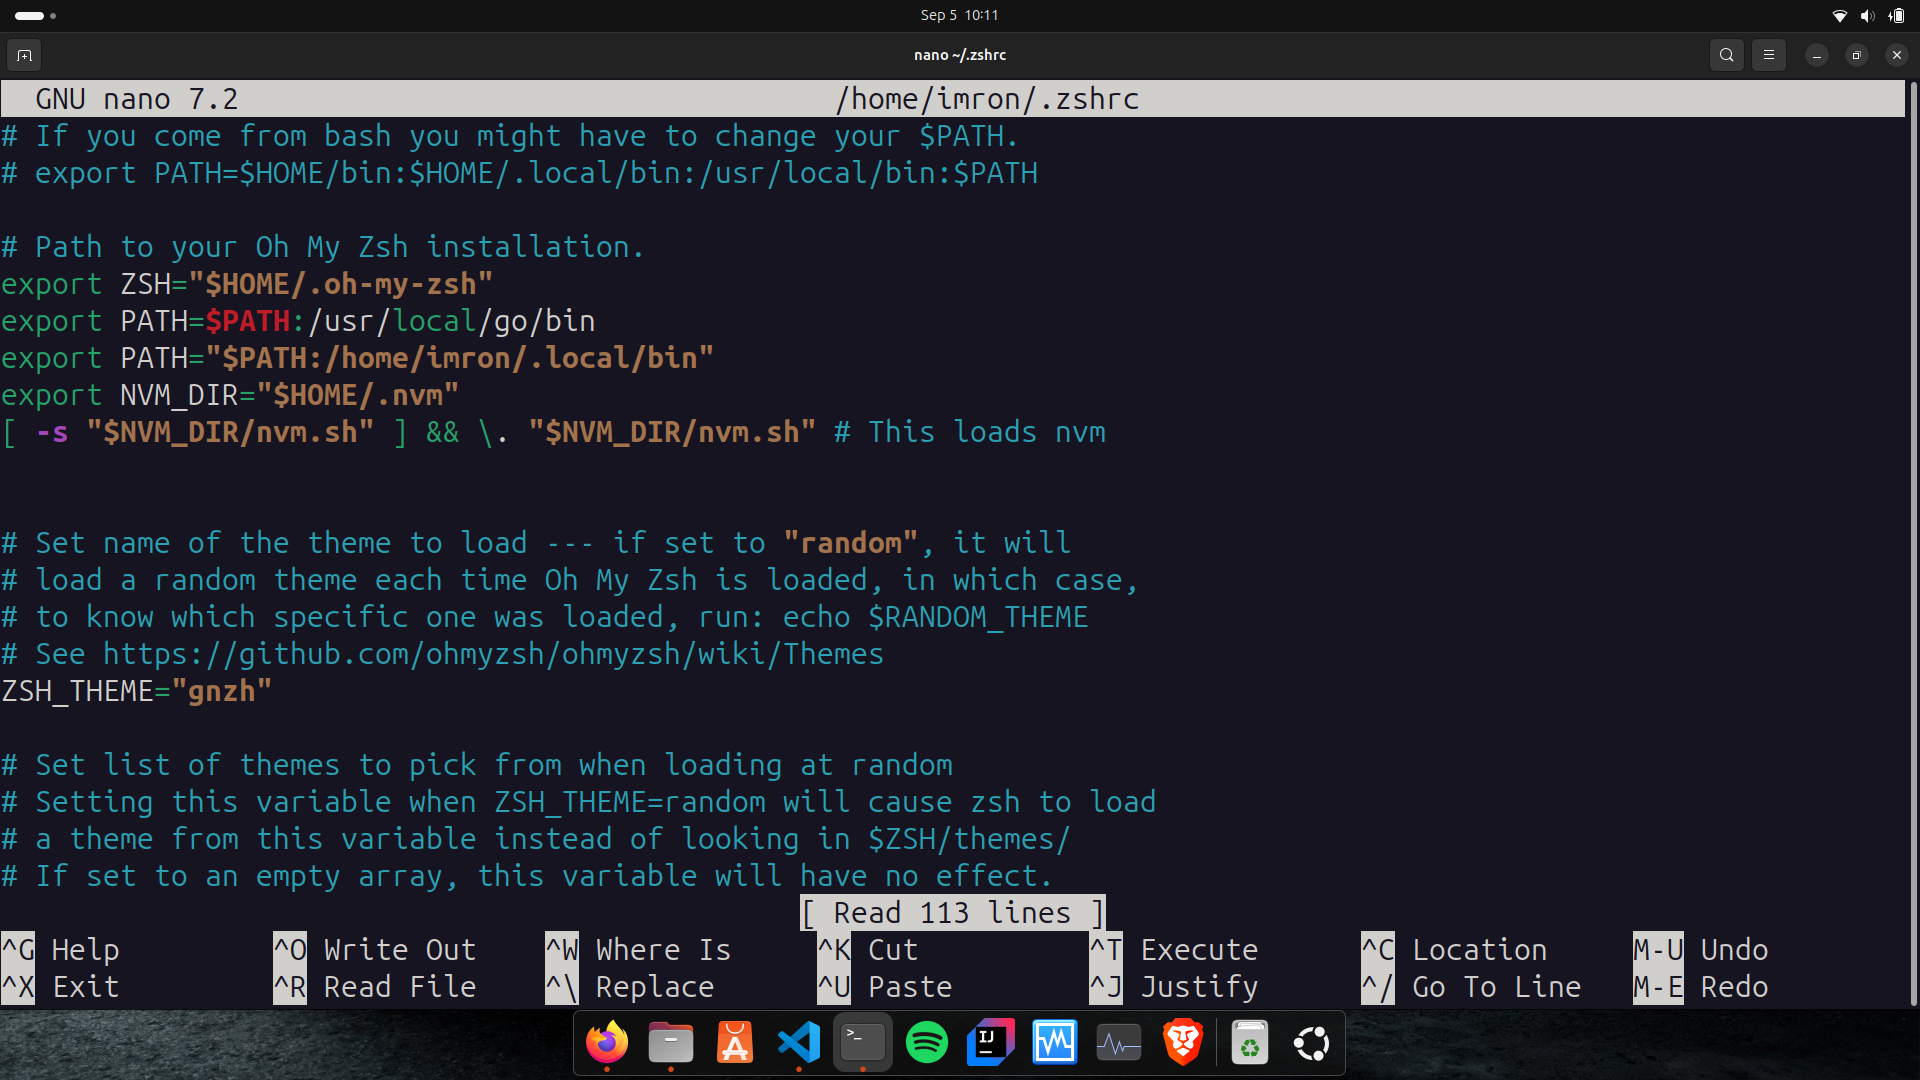 Sep 5 10:11
nano ~/.zshrc
GNU nano 7.2 /home/imron/.zshrc
# If you come from bash you might have to change your $PATH.
# export PATH=$HOME/bin:$HOME/.local/bin:/usr/local/bin:$PATH
# Path to your Oh My Zsh installation.
export ZSH="$HOME/.oh-my-zsh"
export PATH=$PATH:/usr/local/go/bin
export PATH="$PATH:/home/imron/.local/bin"
export NVM_DIR="$HOME/.nvm"
[ -s "$NVM_DIR/nvm.sh" ] && \. "$NVM_DIR/nvm.sh" # This loads nvm
# Set name of the theme to load --- if set to "random", it will
# load a random theme each time Oh My Zsh is loaded, in which case,
# to know which specific one was loaded, run: echo $RANDOM_THEME
# See https://github.com/ohmyzsh/ohmyzsh/wiki/Themes
ZSH_THEME="gnzh"
# Set list of themes to pick from when loading at random
# Setting this variable when ZSH_THEME=random will cause zsh to load
# a theme from this variable instead of looking in $ZSH/themes/
# If set to an empty array, this variable will have no effect.
[ Read 113 lines ]
^G Help ^O Write Out ^W Where Is ^K Cut ^T Execute ^C Location M-U Undo
^X Exit ^R Read File ^\ Replace ^U Paste ^J Justify ^/ Go To Line M-E Redo
>_
IJ